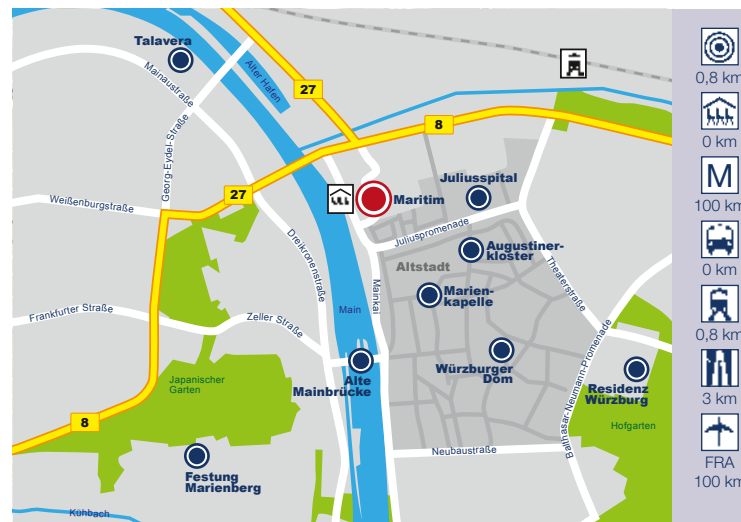 Talavera
Mainaustraße
Alter Hafen
27
8
Georg-Eydel-Straße
27
Weißenburgstraße
Maritim
Juliusspital
Juliuspromenade
Augustiner-
kloster
Altstadt
Dreikronenstraße
Mainkai
Marien-
kapelle
Theaterstraße
Frankfurter Straße
Zeller Straße
Main
Würzburger
Dom
Alte
Mainbrücke
Balthasar-Neumann-Promenade
Residenz
Würzburg
Japanischer
Garten
8
Hofgarten
Neubaustraße
Festung
Marienberg
Kühbach
0,8 km
0 km
M
100 km
0 km
0,8 km
3 km
FRA
100 km